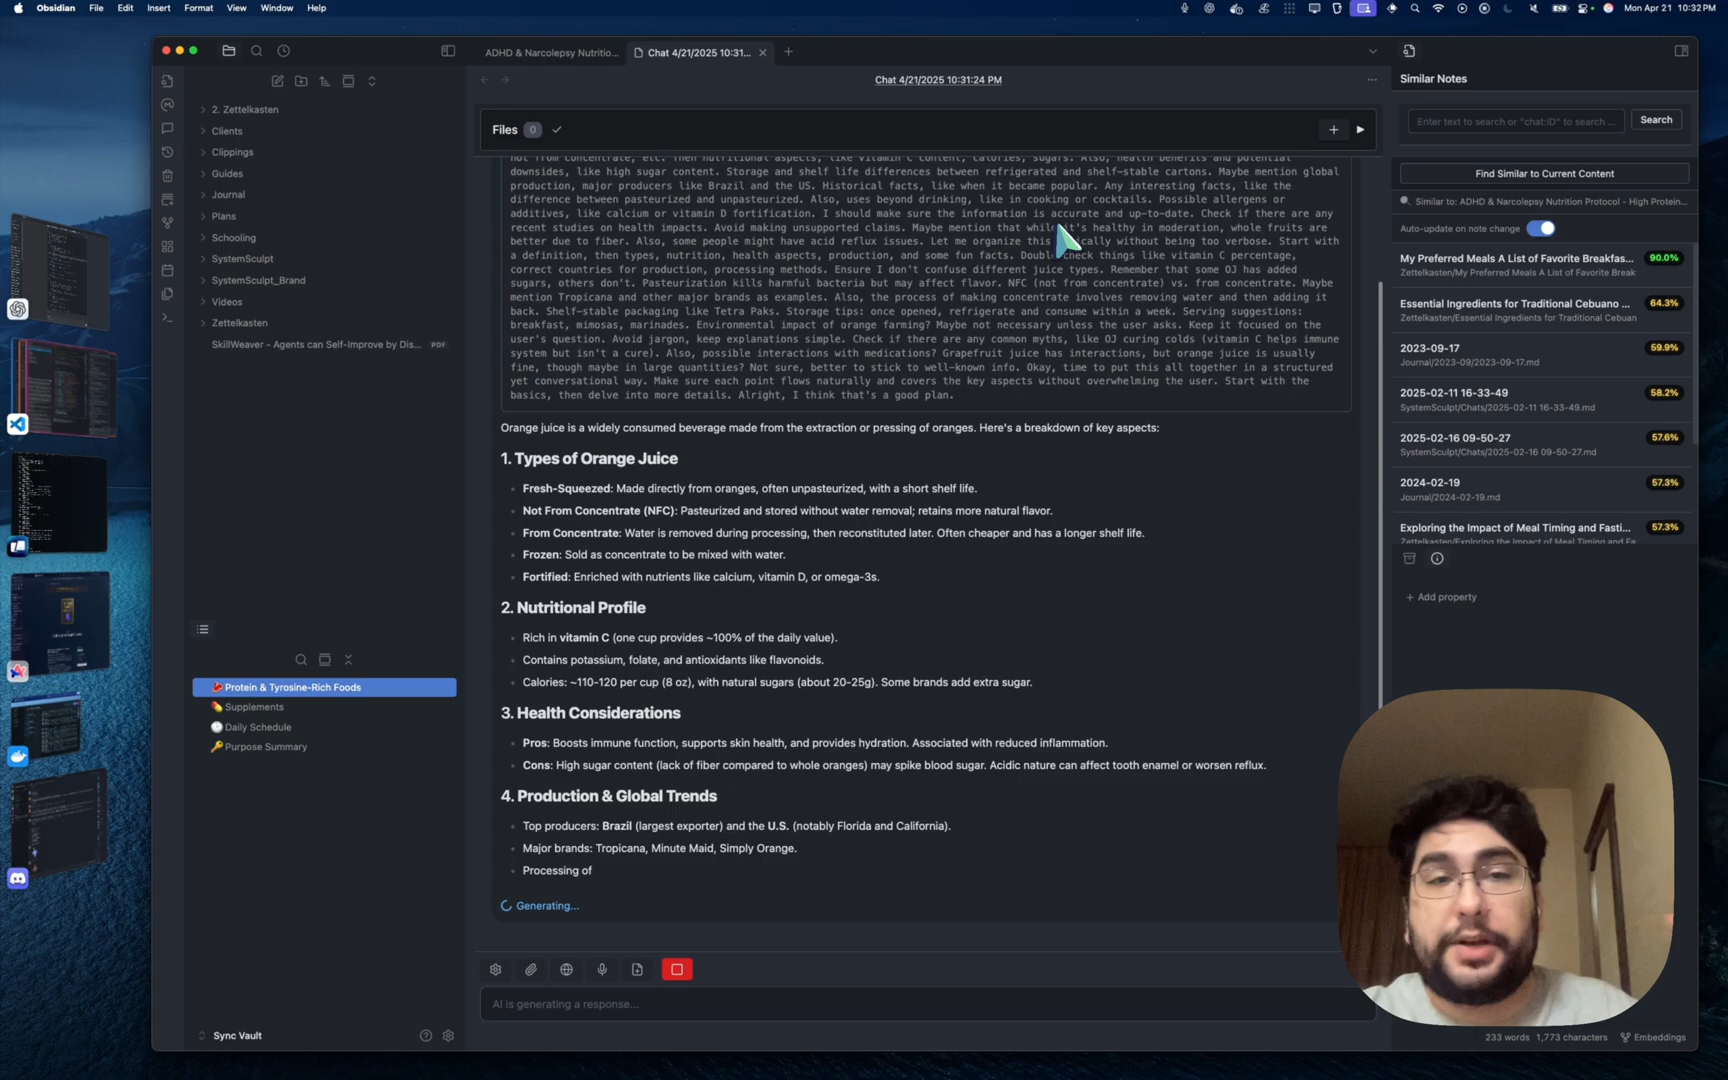 Obsidian File Edit Insert Format View Window Help
Mon Apr 21 10:32 PM
ADHD & Narcolepsy Nutritio...
Chat 4/21/2025 10:31...
Chat 4/21/2025 10:31:24 PM
2. Zettelkasten
Clients
Clippings
Guides
Journal
Plans
Schooling
SystemSculpt
SystemSculpt_Brand
Videos
Zettelkasten
SkillWeaver - Agents can Self-Improve by Dis... PDF
Protein & Tyrosine-Rich Foods
Supplements
Daily Schedule
Purpose Summary
Sync Vault
Files 0
not from concentrate, etc. Then nutritional aspects, like vitamin C content, calories, sugars. Also, health benefits and potential
downsides, like high sugar content. Storage and shelf life differences between refrigerated and shelf-stable cartons. Maybe mention global
production, major producers like Brazil and the US. Historical facts, like when it became popular. Any interesting facts, like the
difference between pasteurized and unpasteurized. Also, uses beyond drinking, like in cooking or cocktails. Possible allergens or
additives, like calcium or vitamin D fortification. I should make sure the information is accurate and up-to-date. Check if there are any
recent studies on health impacts. Avoid making unsupported claims. Maybe mention that while it's healthy in moderation, whole fruits are
better due to fiber. Also, some people might have acid reflux issues. Let me organize this without being too verbose. Start with
a definition, then types, nutrition, health aspects, production, and some fun facts. Double check things like vitamin C percentage,
correct countries for production, processing methods. Ensure I don't confuse different juice types. Remember that some OJ has added
sugars, others don't. Pasteurization kills harmful bacteria but may affect flavor. NFC (not from concentrate) vs. from concentrate. Maybe
mention Tropicana and other major brands as examples. Also, the process of making concentrate involves removing water and then adding it
back. Shelf-stable packaging like Tetra Paks. Storage tips: once opened, refrigerate and consume within a week. Serving suggestions:
breakfast, mimosas, marinades. Environmental impact of orange farming? Maybe not necessary unless the user asks. Keep it focused on the
user's question. Avoid jargon, keep explanations simple. Check if there are any common myths, like OJ curing colds (vitamin C helps immune
system but isn't a cure). Also, possible interactions with medications? Grapefruit juice has interactions, but orange juice is usually
fine, though maybe in large quantities? Not sure, better to stick to well-known info. Okay, time to put this all together in a structured
yet conversational way. Make sure each point flows naturally and covers the key aspects without overwhelming the user. Start with the
basics, then delve into more details. Alright, I think that's a good plan.
Orange juice is a widely consumed beverage made from the extraction or pressing of oranges. Here's a breakdown of key aspects:
1. Types of Orange Juice
Fresh-Squeezed: Made directly from oranges, often unpasteurized, with a short shelf life.
Not From Concentrate (NFC): Pasteurized and stored without water removal; retains more natural flavor.
From Concentrate: Water is removed during processing, then reconstituted later. Often cheaper and has a longer shelf life.
Frozen: Sold as concentrate to be mixed with water.
Fortified: Enriched with nutrients like calcium, vitamin D, or omega-3s.
2. Nutritional Profile
Rich in vitamin C (one cup provides ~100% of the daily value).
Contains potassium, folate, and antioxidants like flavonoids.
Calories: ~110-120 per cup (8 oz), with natural sugars (about 20-25g). Some brands add extra sugar.
3. Health Considerations
Pros: Boosts immune function, supports skin health, and provides hydration. Associated with reduced inflammation.
Cons: High sugar content (lack of fiber compared to whole oranges) may spike blood sugar. Acidic nature can affect tooth enamel or worsen reflux.
4. Production & Global Trends
Top producers: Brazil (largest exporter) and the U.S. (notably Florida and California).
Major brands: Tropicana, Minute Maid, Simply Orange.
Processing of
Generating...
AI is generating a response...
Similar Notes
Enter text to search or "chat:ID" to search ...
Search
Find Similar to Current Content
Similar to: ADHD & Narcolepsy Nutrition Protocol - High Protein...
Auto-update on note change
My Preferred Meals A List of Favorite Breakfas... 90.0%
Zettelkasten/My Preferred Meals A List of Favorite Breakf
Essential Ingredients for Traditional Cebuano ... 64.3%
Zettelkasten/Essential Ingredients for Traditional Cebuan
2023-09-17 59.9%
Journal/2023-09/2023-09-17.md
2025-02-11 16-33-49 58.2%
SystemSculpt/Chats/2025-02-11 16-33-49.md
2025-02-16 09-50-27 57.6%
SystemSculpt/Chats/2025-02-16 09-50-27.md
2024-02-19 57.3%
Journal/2024-02-19.md
Exploring the Impact of Meal Timing and Fasti... 57.3%
Zettelkasten/Exploring the Impact of Meal Timing and Fa
Add property
233 words 1,773 characters Embeddings